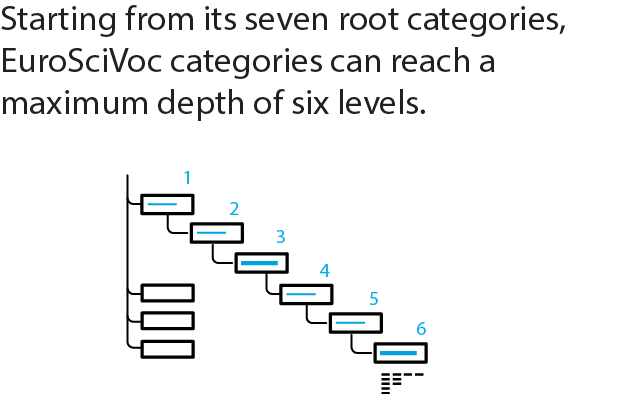 Starting from its seven root categories,
EuroSciVoc categories can reach a
maximum depth of six levels.
1
2
3
4
5
6